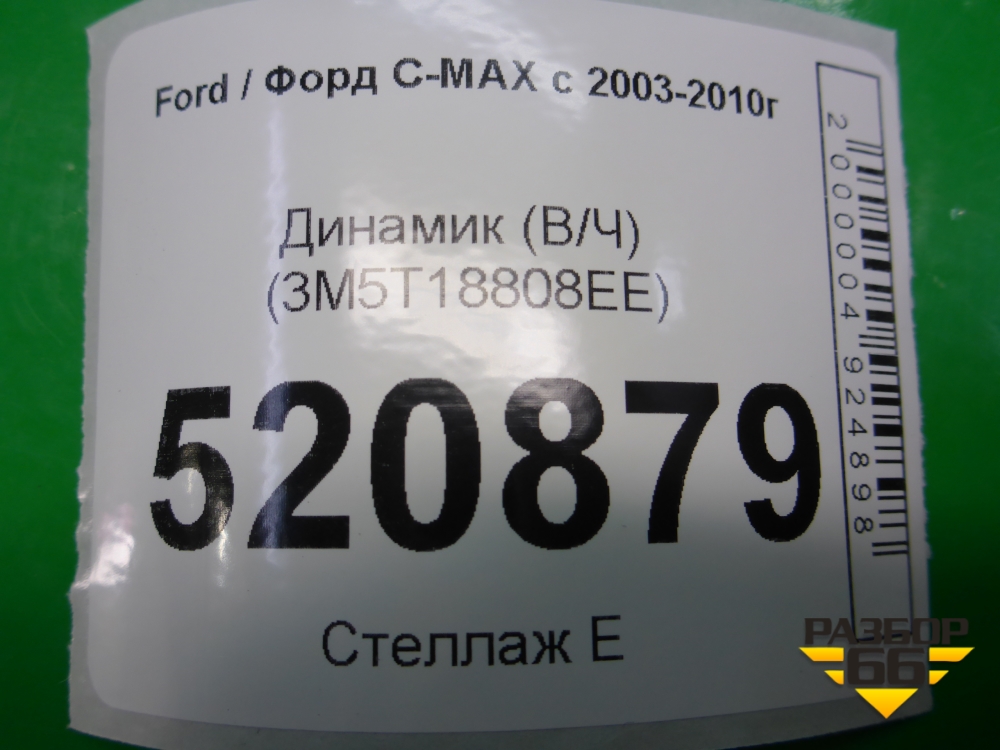 Ford / Форд C-MAX с 2003-2010г
Динамик (В/Ч)
(3M5T18808EE)
520879
Стеллаж Е
2000004924898
РАЗБОР
66